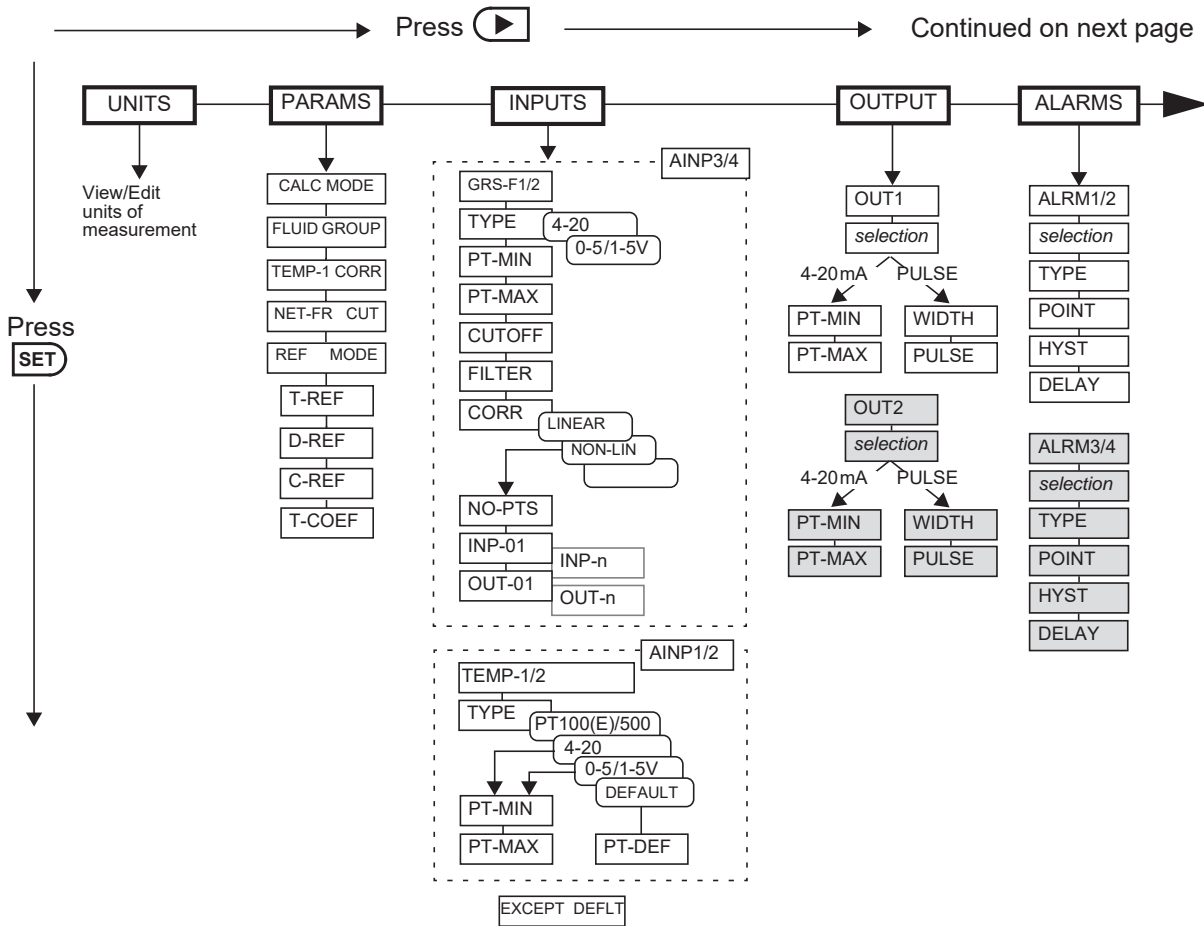 Press
Continued on next page
UNITS
PARAMS
INPUTS
OUTPUT
ALARMS
View/Edit
units of
measurement
Press
SET
CALC MODE
FLUID GROUP
TEMP-1 CORR
NET-FR CUT
REF MODE
T-REF
D-REF
C-REF
T-COEF
AINP3/4
GRS-F1/2
TYPE
4-20
0-5/1-5V
PT-MIN
PT-MAX
CUTOFF
FILTER
CORR
LINEAR
NON-LIN
NO-PTS
INP-01
INP-n
OUT-01
OUT-n
AINP1/2
TEMP-1/2
TYPE
PT100(E)/500
4-20
0-5/1-5V
DEFAULT
PT-MIN
PT-MAX
PT-DEF
EXCEPT DEFLT
OUT1
selection
4-20mA PULSE
PT-MIN WIDTH
PT-MAX PULSE
OUT2
selection
4-20mA PULSE
PT-MIN WIDTH
PT-MAX PULSE
ALRM1/2
selection
TYPE
POINT
HYST
DELAY
ALRM3/4
selection
TYPE
POINT
HYST
DELAY